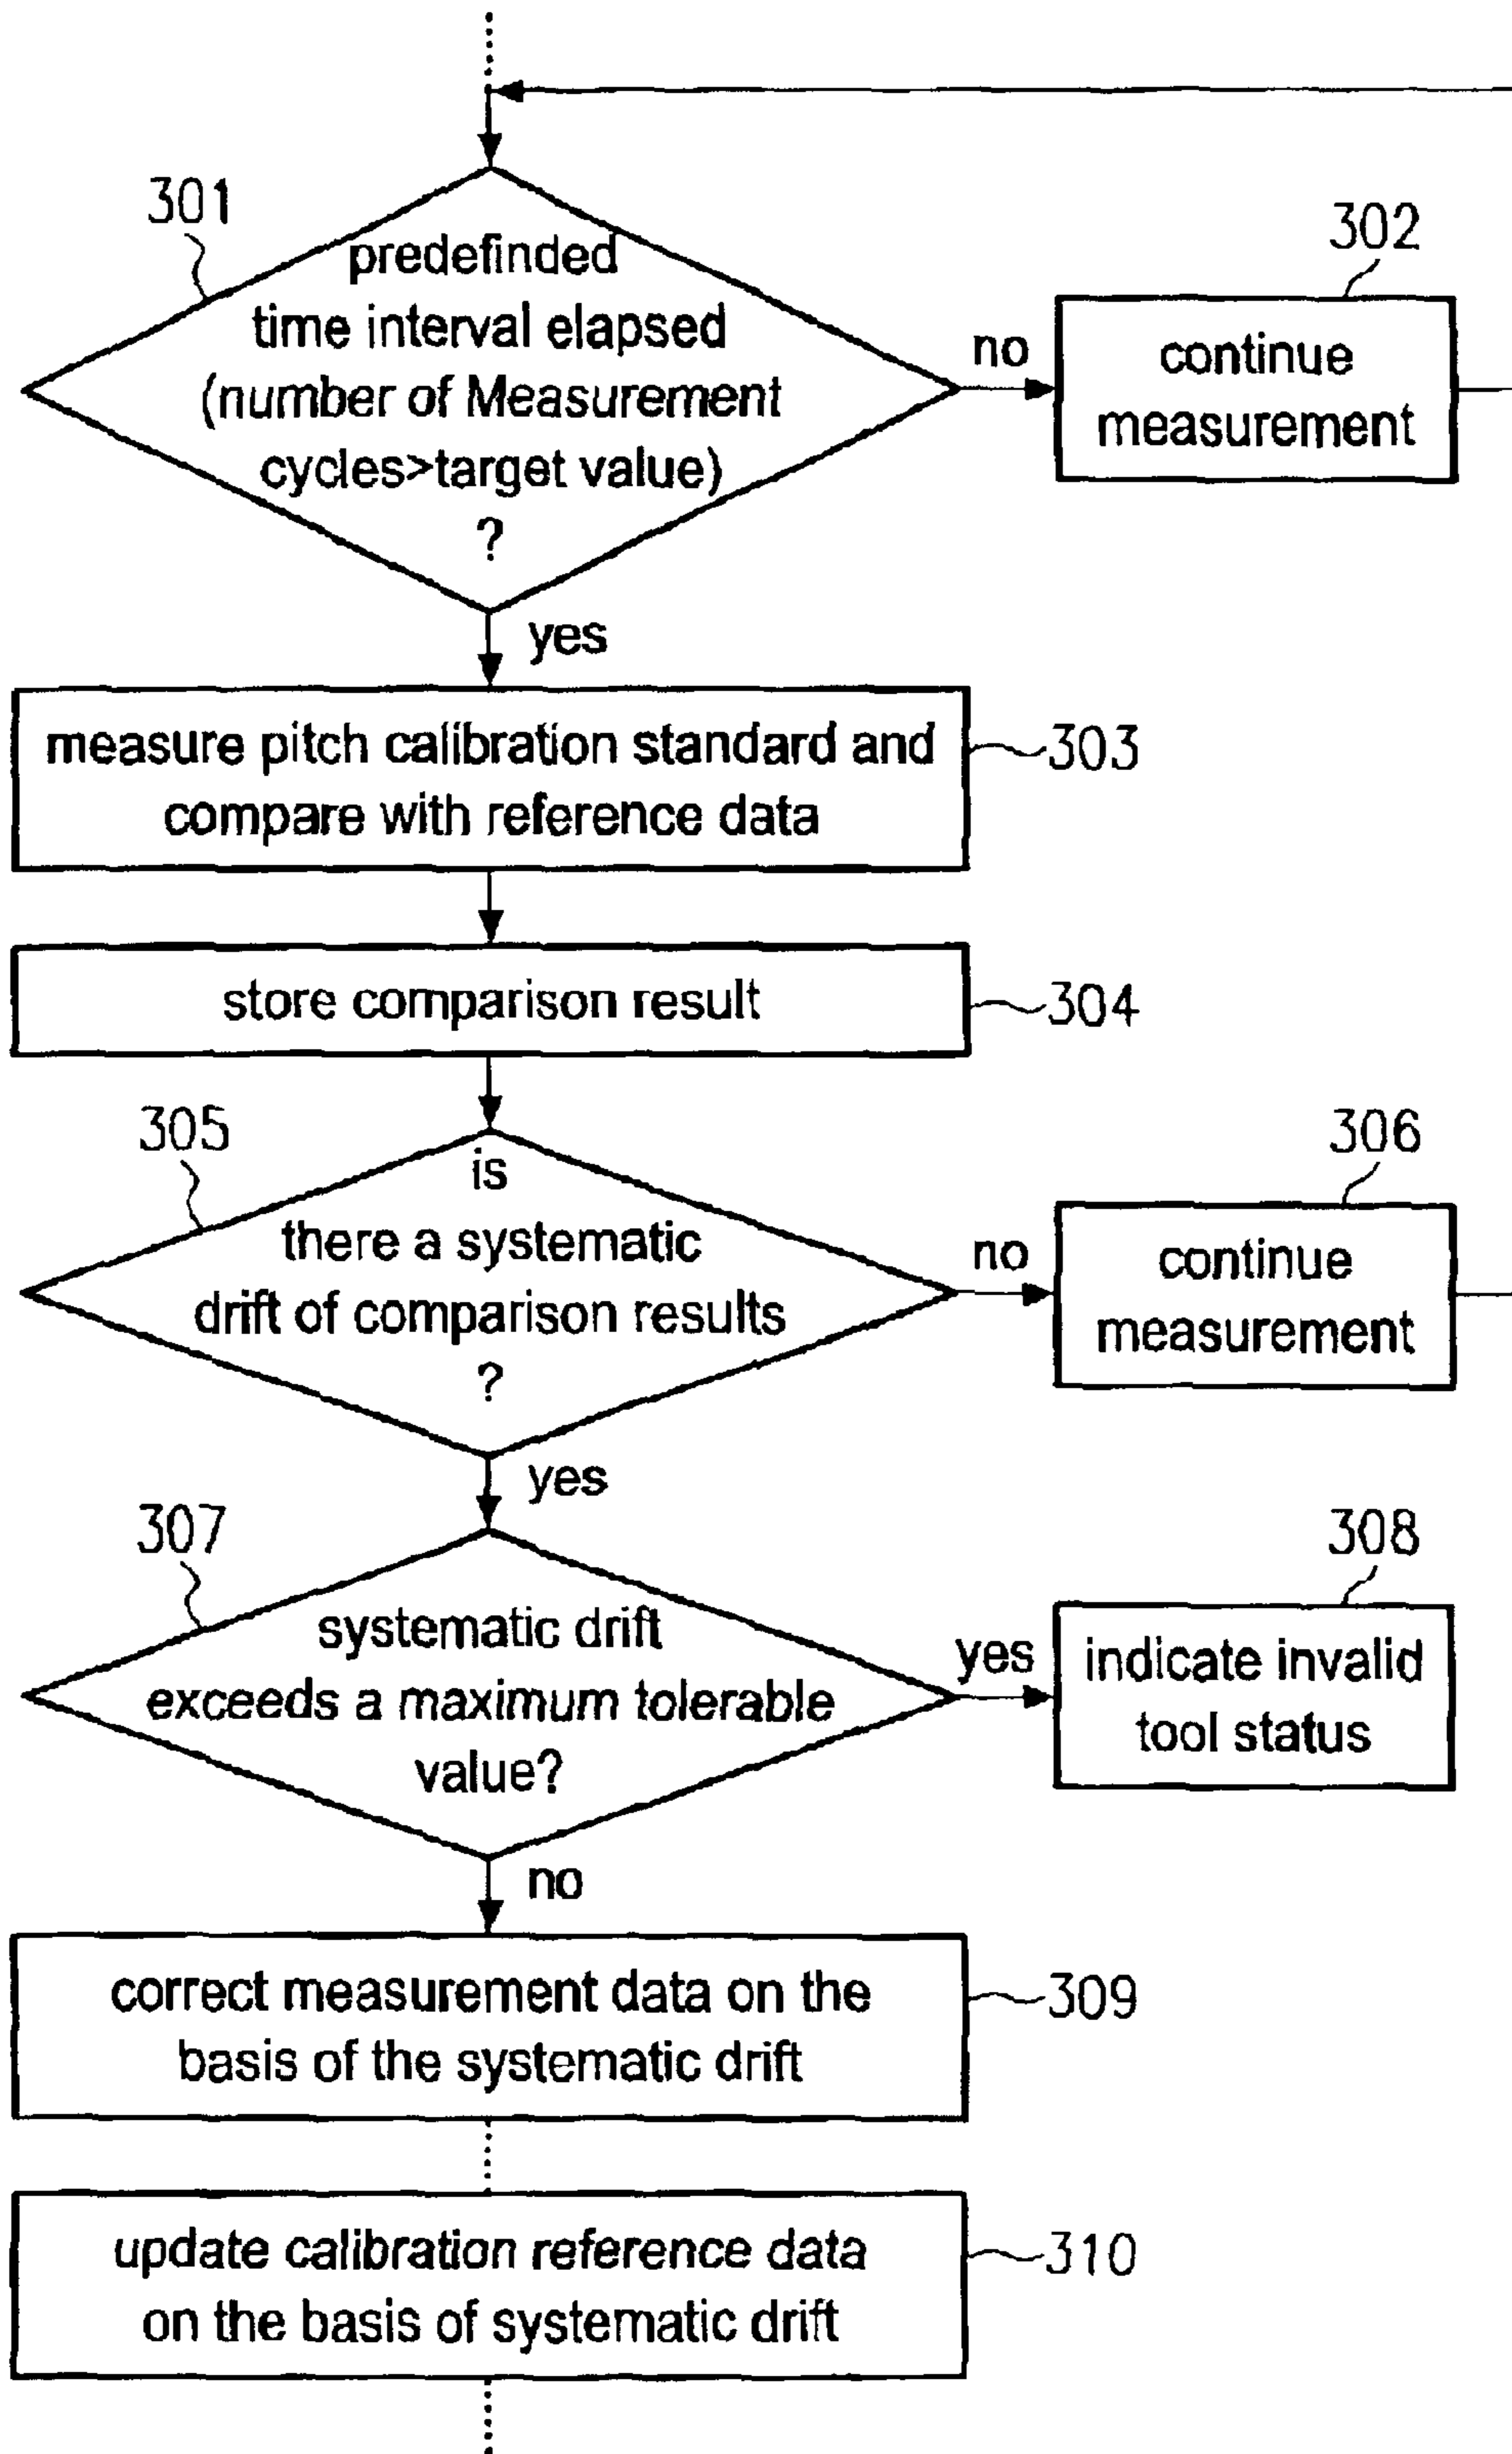 301
predefinded
time interval elapsed
(number of Measurement
cycles>target value)
?
no
302
continue
measurement
yes
measure pitch calibration standard and
compare with reference data
303
store comparison result
304
305
is
there a systematic
drift of comparison results
?
no
306
continue
measurement
yes
307
systematic drift
exceeds a maximum tolerable
value?
yes
308
indicate invalid
tool status
no
correct measurement data on the
basis of the systematic drift
309
update calibration reference data
on the basis of systematic drift
310